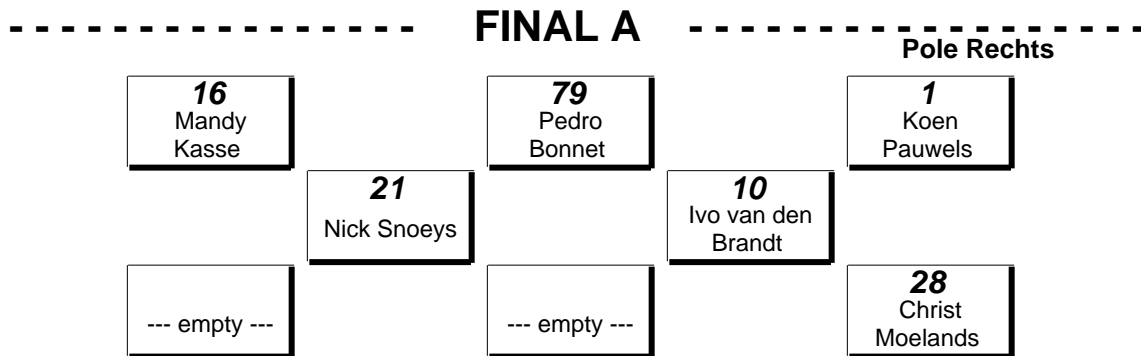 - - - - - - - - - - - - - - - - FINAL A - - - - - - - - - - - - - - - - - -
Pole Rechts
16
Mandy
Kasse
79
Pedro
Bonnet
1
Koen
Pauwels
21
Nick Snoeys
10
Ivo van den
Brandt
--- empty ---
--- empty ---
28
Christ
Moelands